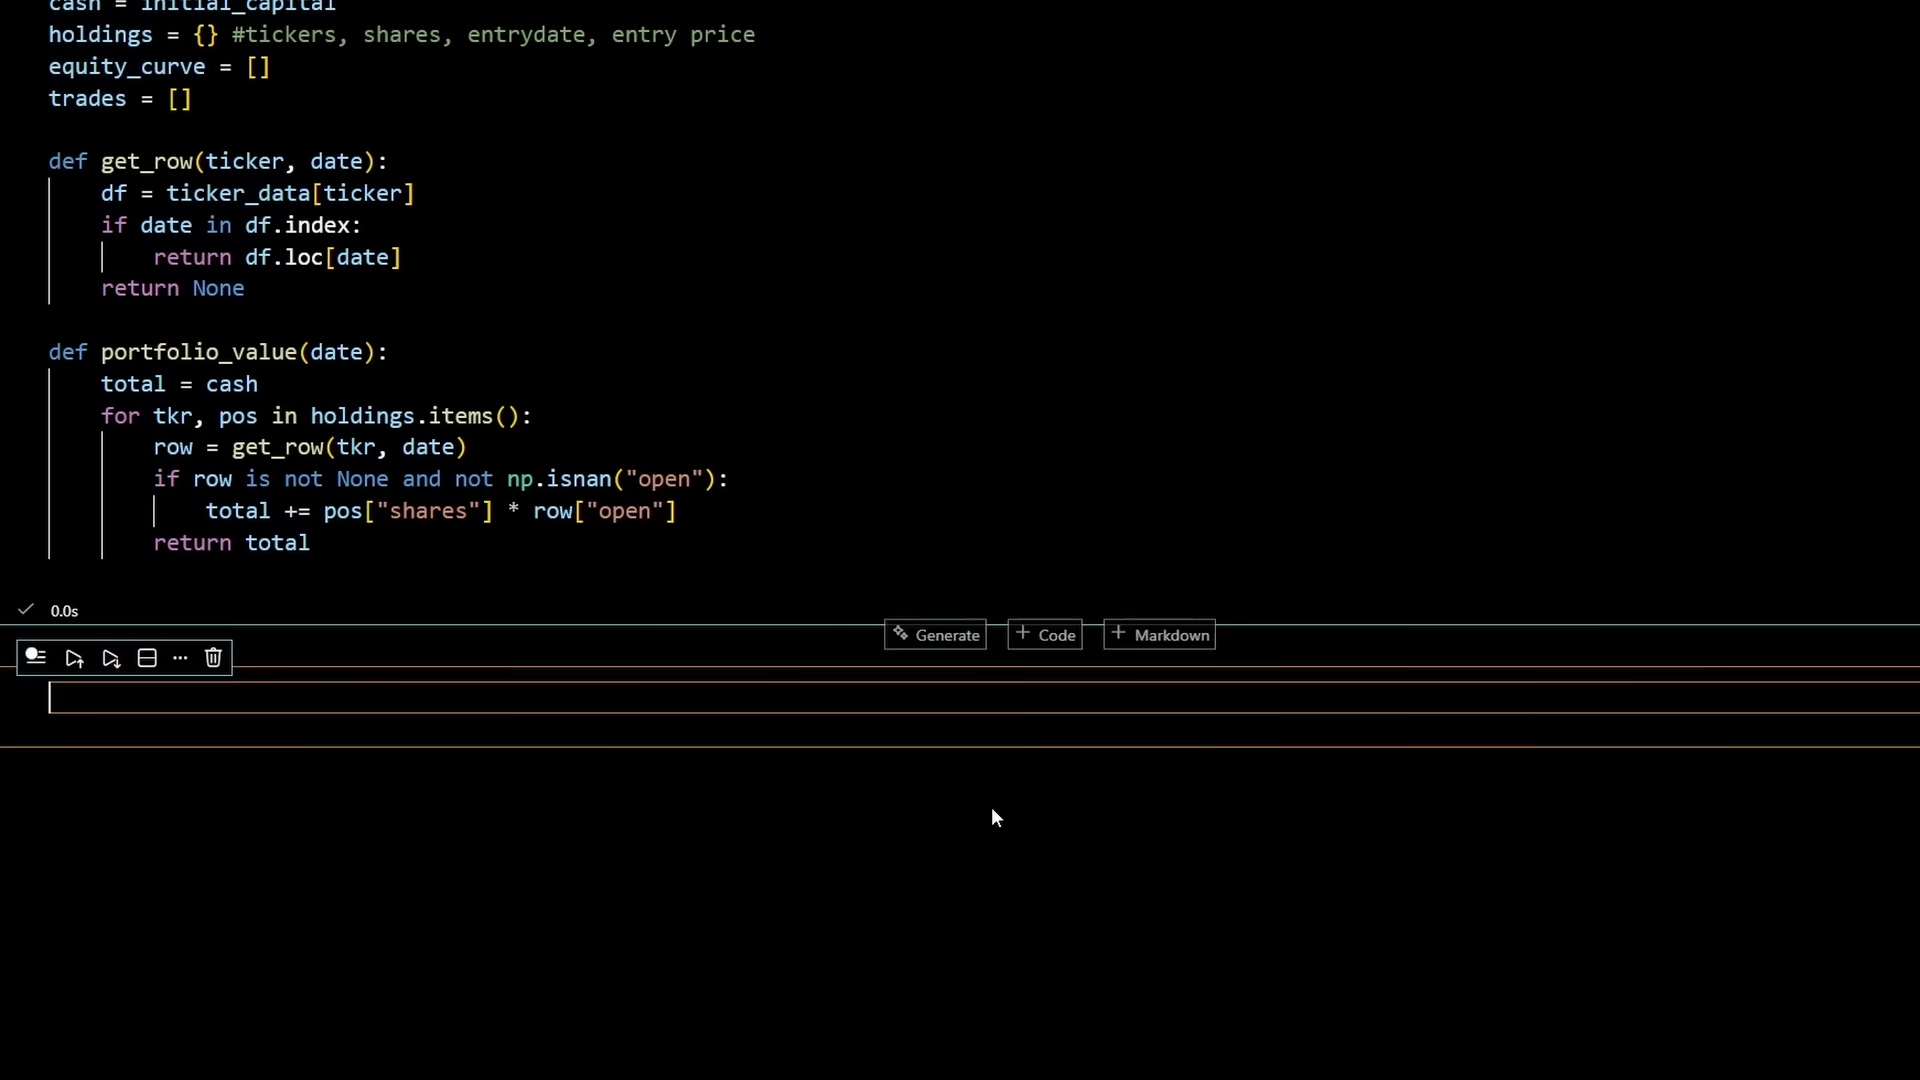 cash = initial_capital
holdings = {} #tickers, shares, entrydate, entry price
equity_curve = []
trades = []
def get_row(ticker, date):
    df = ticker_data[ticker]
    if date in df.index:
        return df.loc[date]
    return None
def portfolio_value(date):
    total = cash
    for tkr, pos in holdings.items():
        row = get_row(tkr, date)
        if row is not None and not np.isnan("open"):
            total += pos["shares"] * row["open"]
        return total
0.0s
Generate
Code
Markdown